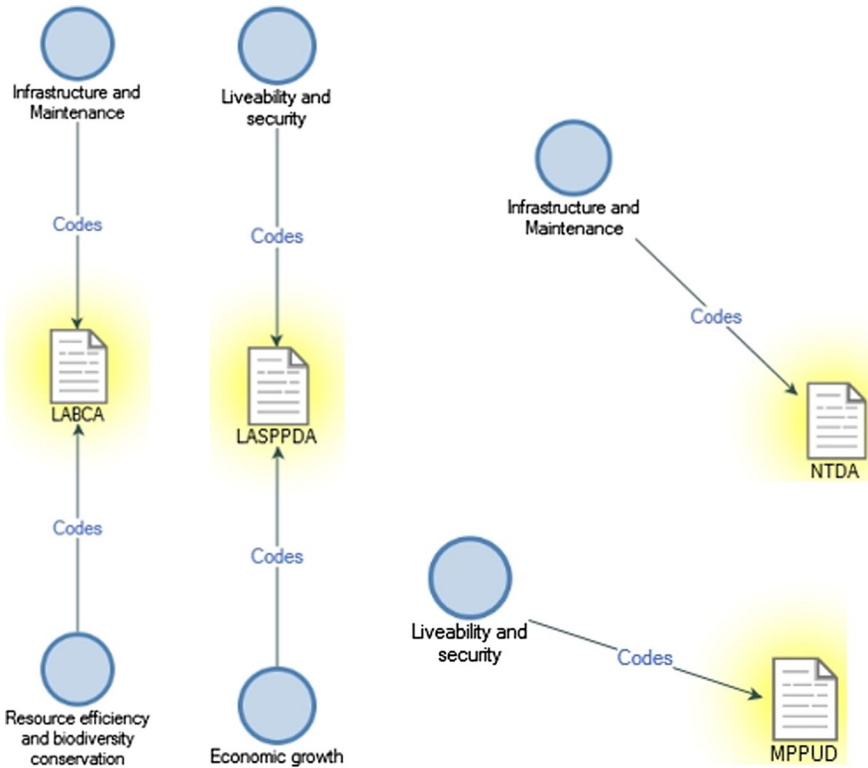 Infrastructure and
Maintenance
Codes
LABCA
Codes
Resource efficiency
and biodiversity
conservation
Liveability and
security
Codes
LASPPDA
Codes
Economic growth
Infrastructure and
Maintenance
Codes
NTDA
Liveability and
security
Codes
MPPUD